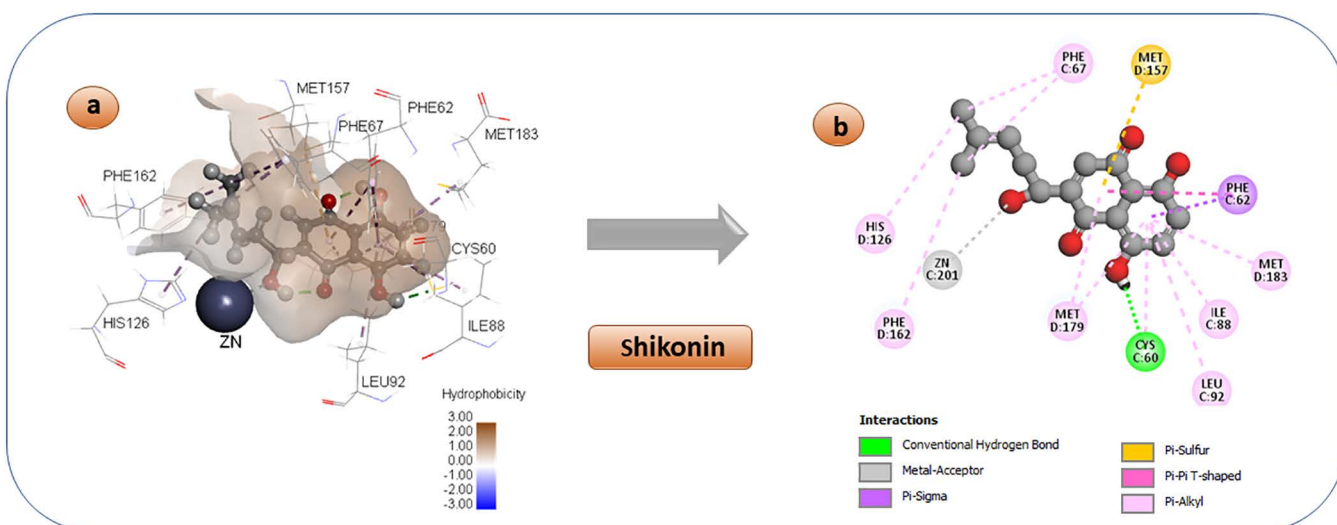 a
MET157
PHE62
PHE67
MET183
PHE162
CYS60
HIS126
ZN
ILE88
LEU92
Hydrophobicity
3.00
2.00
1.00
0.00
-1.00
-2.00
-3.00
Shikonin
b
PHE
C:67
MET
D:157
PHE
C:62
HIS
D:126
ZN
C:201
MET
D:183
PHE
D:162
MET
D:179
ILE
C:88
CYS
C:60
LEU
C:92
Interactions
Conventional Hydrogen Bond
Metal-Acceptor
Pi-Sigma
Pi-Sulfur
Pi-Pi T-shaped
Pi-Alkyl